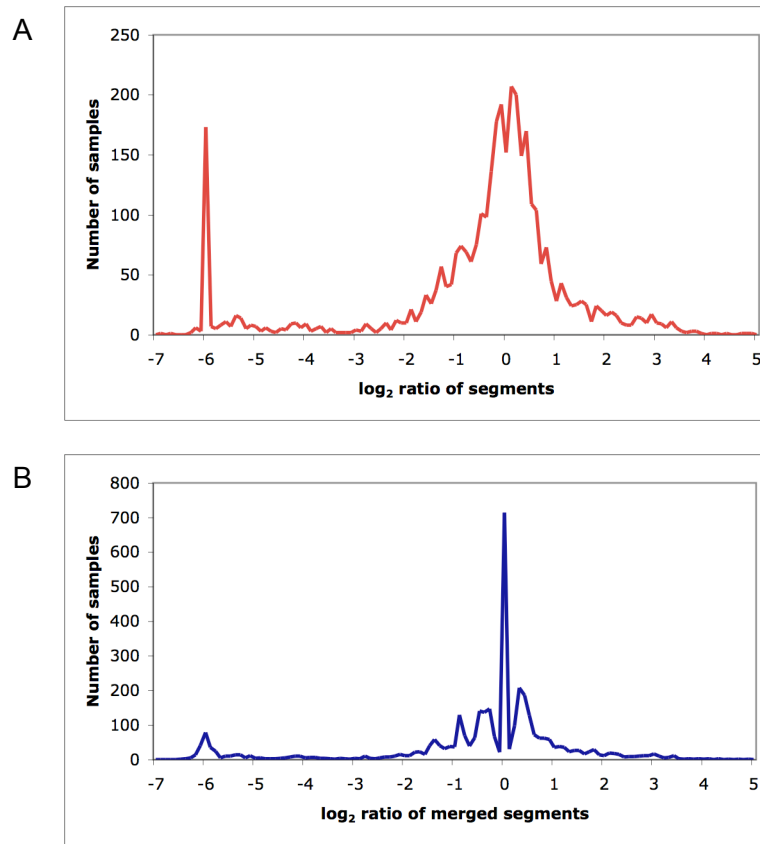 A
250
200
150
100
50
0
Number of samples
-7 -6 -5 -4 -3 -2 -1 0 1 2 3 4 5
log₂ ratio of segments
B
800
700
600
500
400
300
200
100
0
Number of samples
-7 -6 -5 -4 -3 -2 -1 0 1 2 3 4 5
log₂ ratio of merged segments